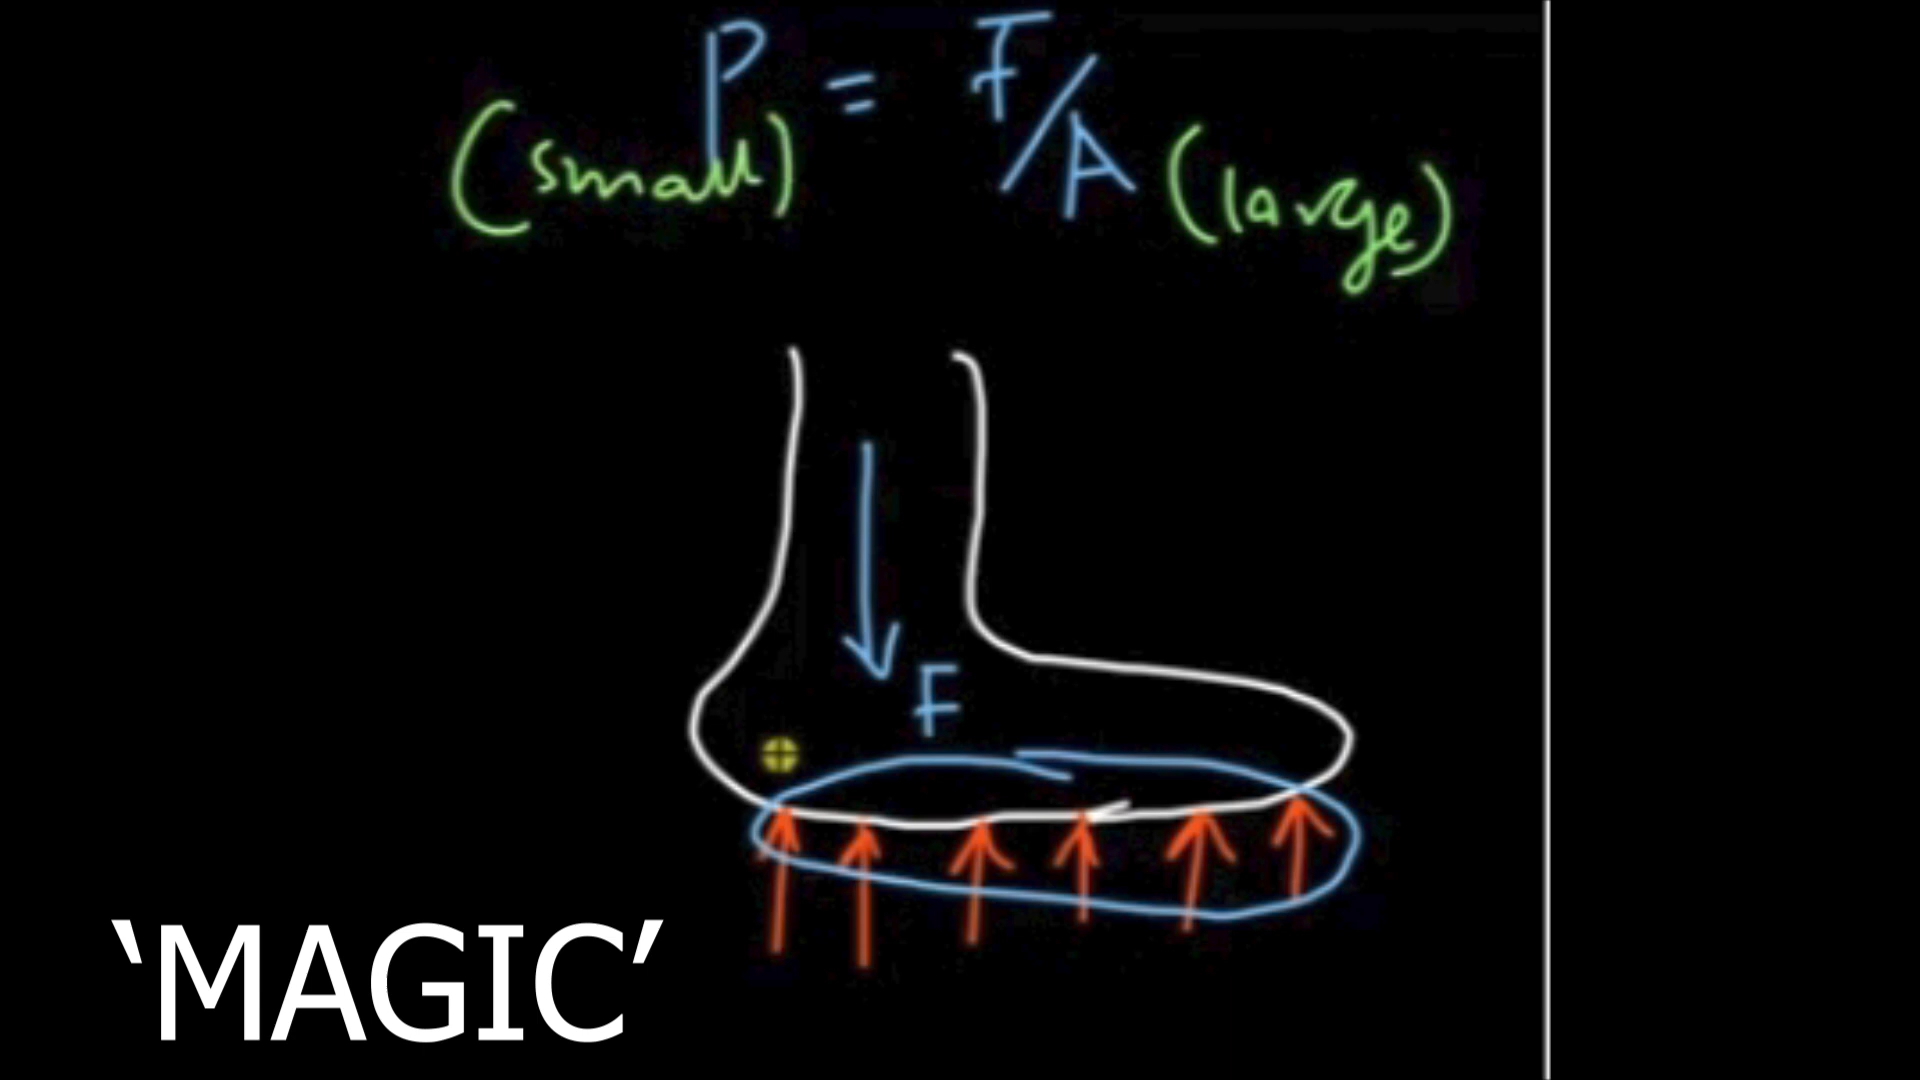 P = F/A
(small) (large)
F
‘MAGIC’